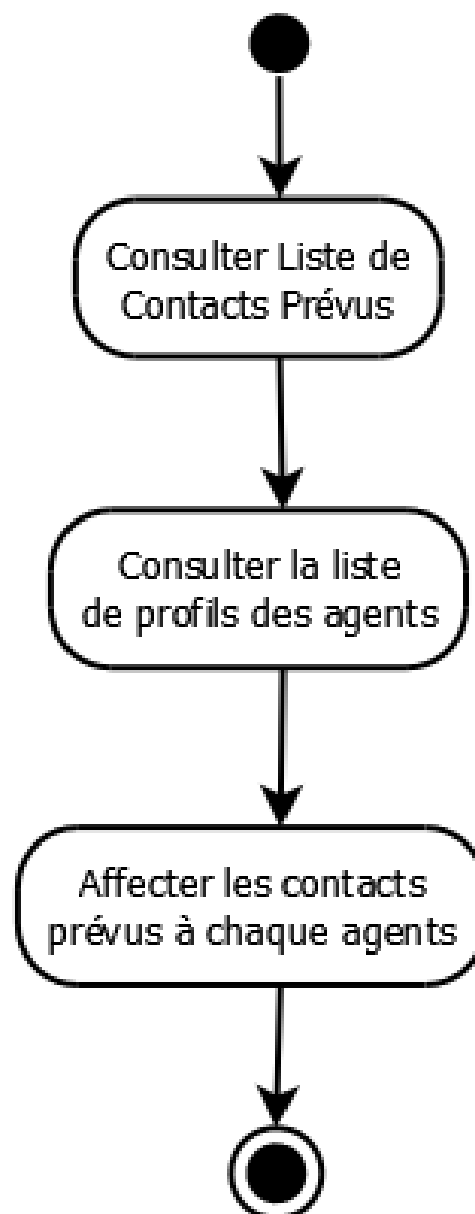 Consulter Liste de
Contacts Prévus
Consulter la liste
de profils des agents
Affecter les contacts
prévus à chaque agents